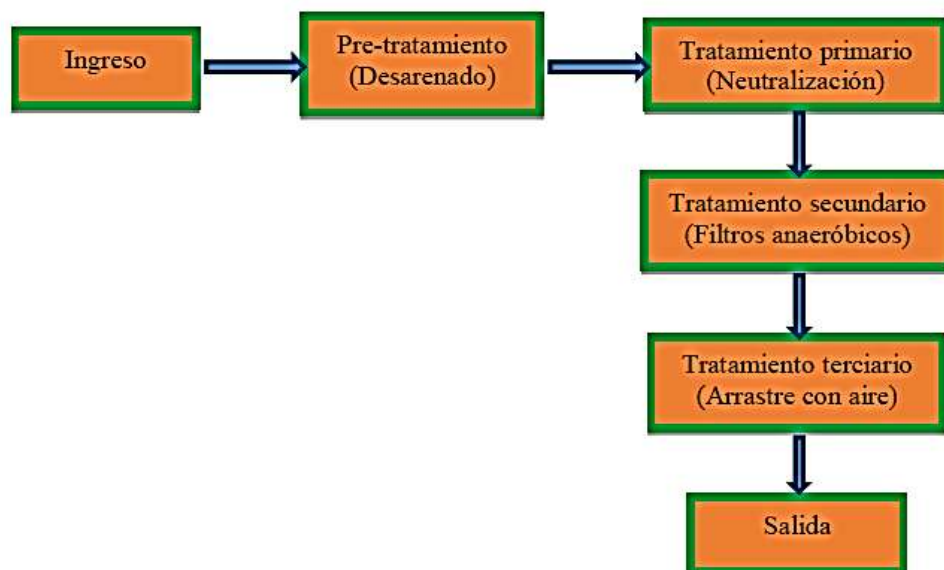 Ingreso
Pre-tratamiento
(Desarenado)
Tratamiento primario
(Neutralización)
Tratamiento secundario
(Filtros anaeróbicos)
Tratamiento terciario
(Arrastre con aire)
Salida